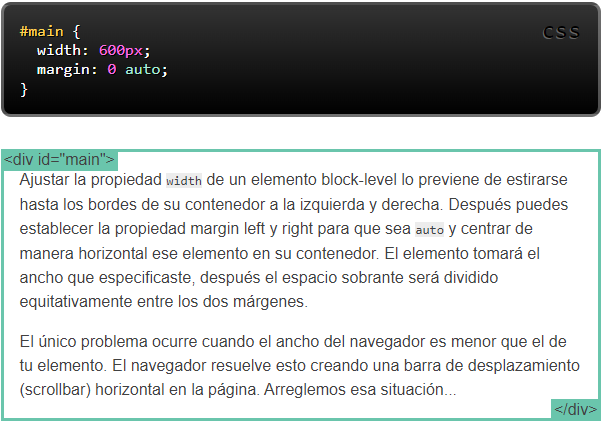 #main {
CSS
  width: 600px;
  margin: 0 auto;
}
<div id="main">
Ajustar la propiedad width de un elemento block-level lo previene de estirarse
hasta los bordes de su contenedor a la izquierda y derecha. Después puedes
establecer la propiedad margin left y right para que sea auto y centrar de
manera horizontal ese elemento en su contenedor. El elemento tomará el
ancho que especificaste, después el espacio sobrante será dividido
equitativamente entre los dos márgenes.
El único problema ocurre cuando el ancho del navegador es menor que el de
tu elemento. El navegador resuelve esto creando una barra de desplazamiento
(scrollbar) horizontal en la página. Arreglemos esa situación...
</div>